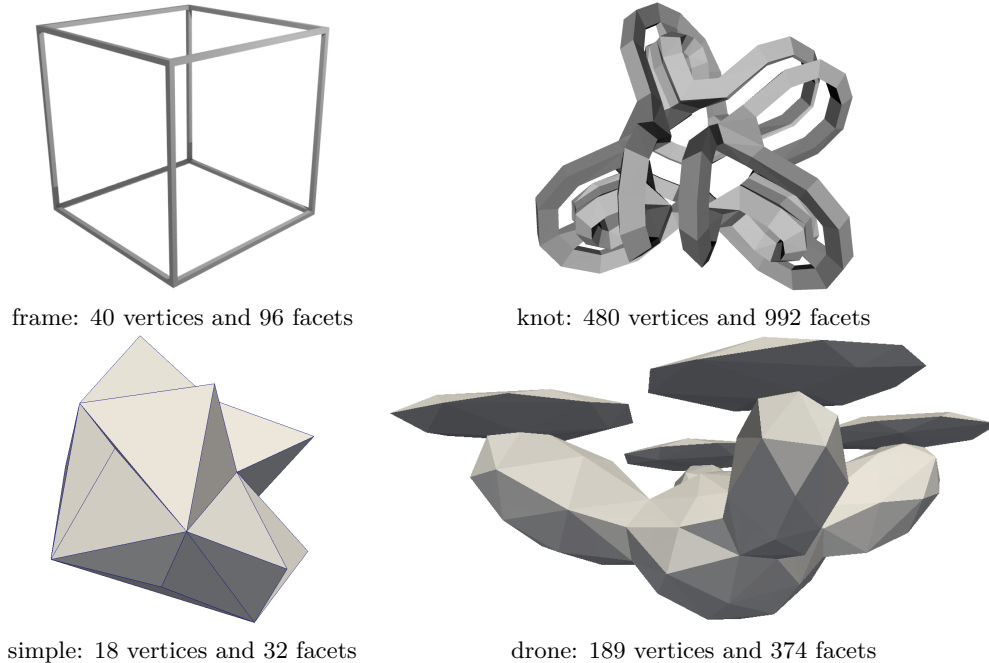 frame: 40 vertices and 96 facets
knot: 480 vertices and 992 facets
simple: 18 vertices and 32 facets
drone: 189 vertices and 374 facets